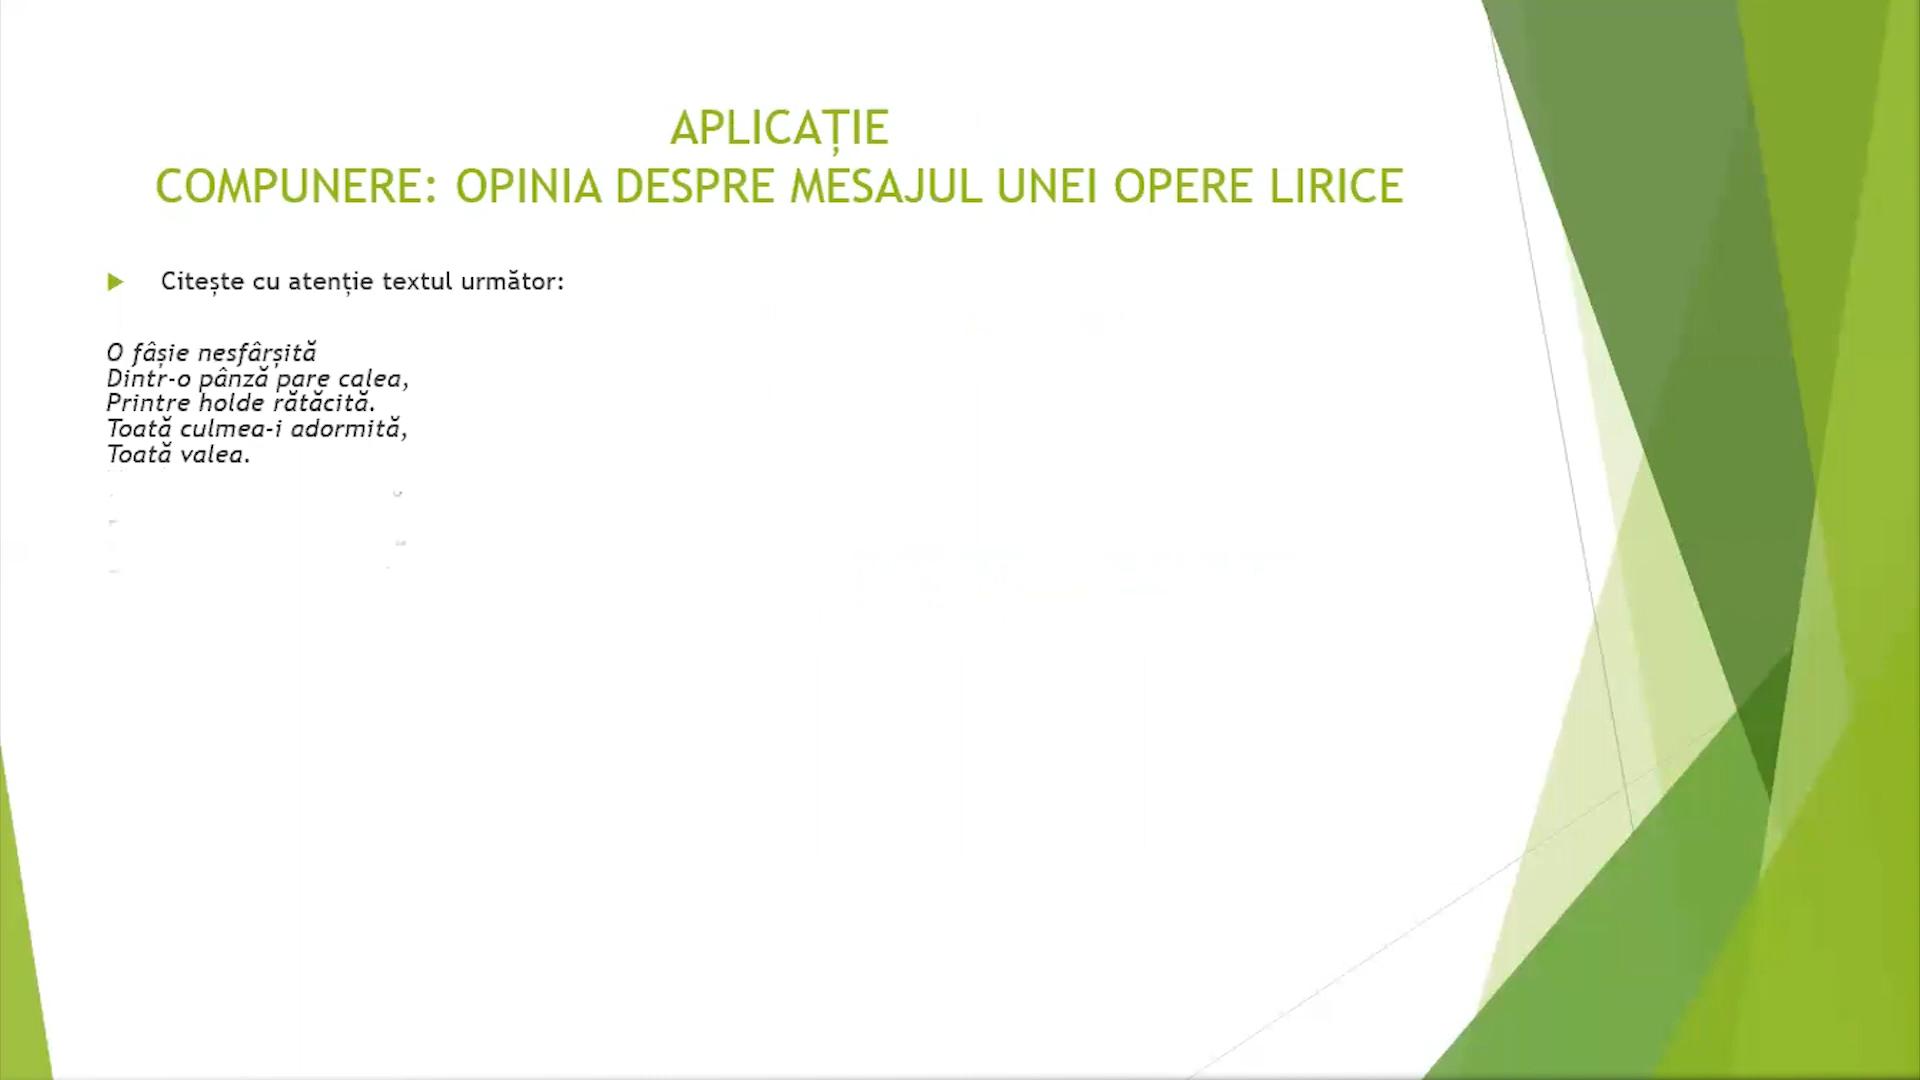 APLICAȚIE
COMPUNERE: OPINIA DESPRE MESAJUL UNEI OPERE LIRICE
Citește cu atenție textul următor:
O fâșie nesfârșită
Dintr-o pânză pare calea,
Printre holde rătăcită.
Toată culmea-i adormită,
Toată valea.